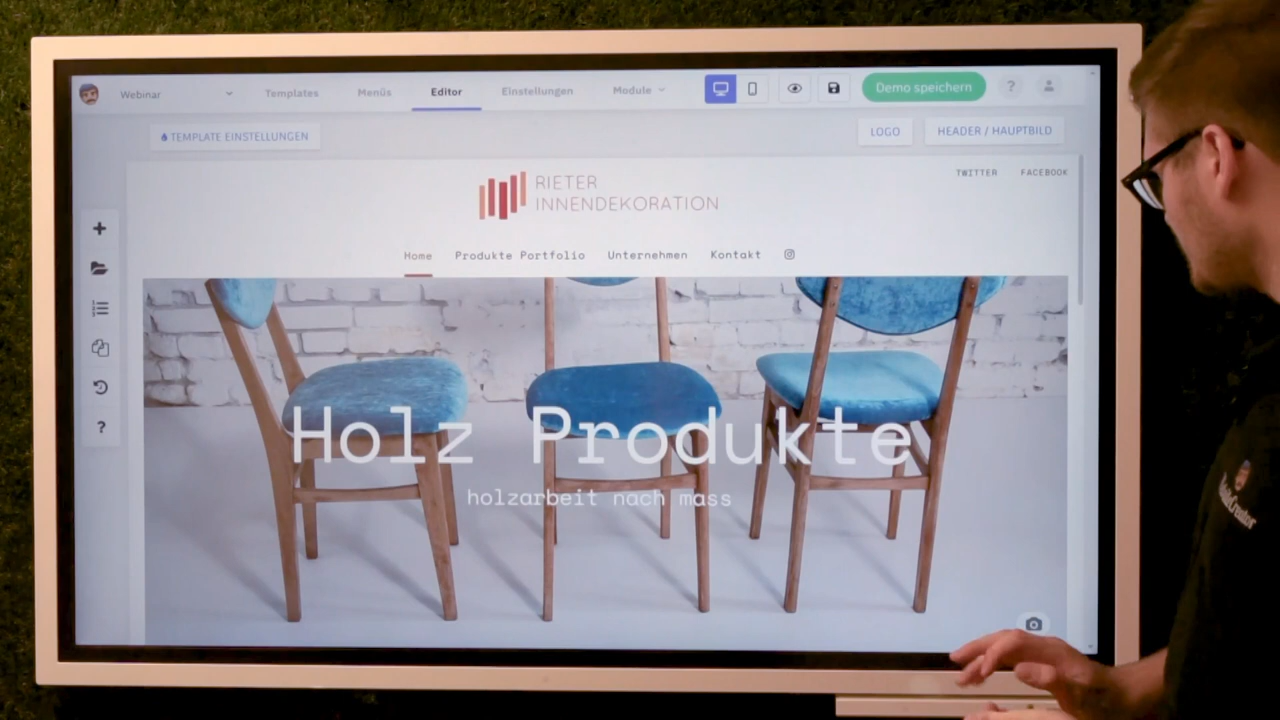 Webinar
Templates
Menüs
Editor
Einstellungen
Module
Demo speichern
?
TEMPLATE EINSTELLUNGEN
LOGO
HEADER / HAUPTBILD
TWITTER FACEBOOK
RIETER
INNENDEKORATION
Home Produkte Portfolio Unternehmen Kontakt
?
Holz Produkte
holzarbeit nach mass